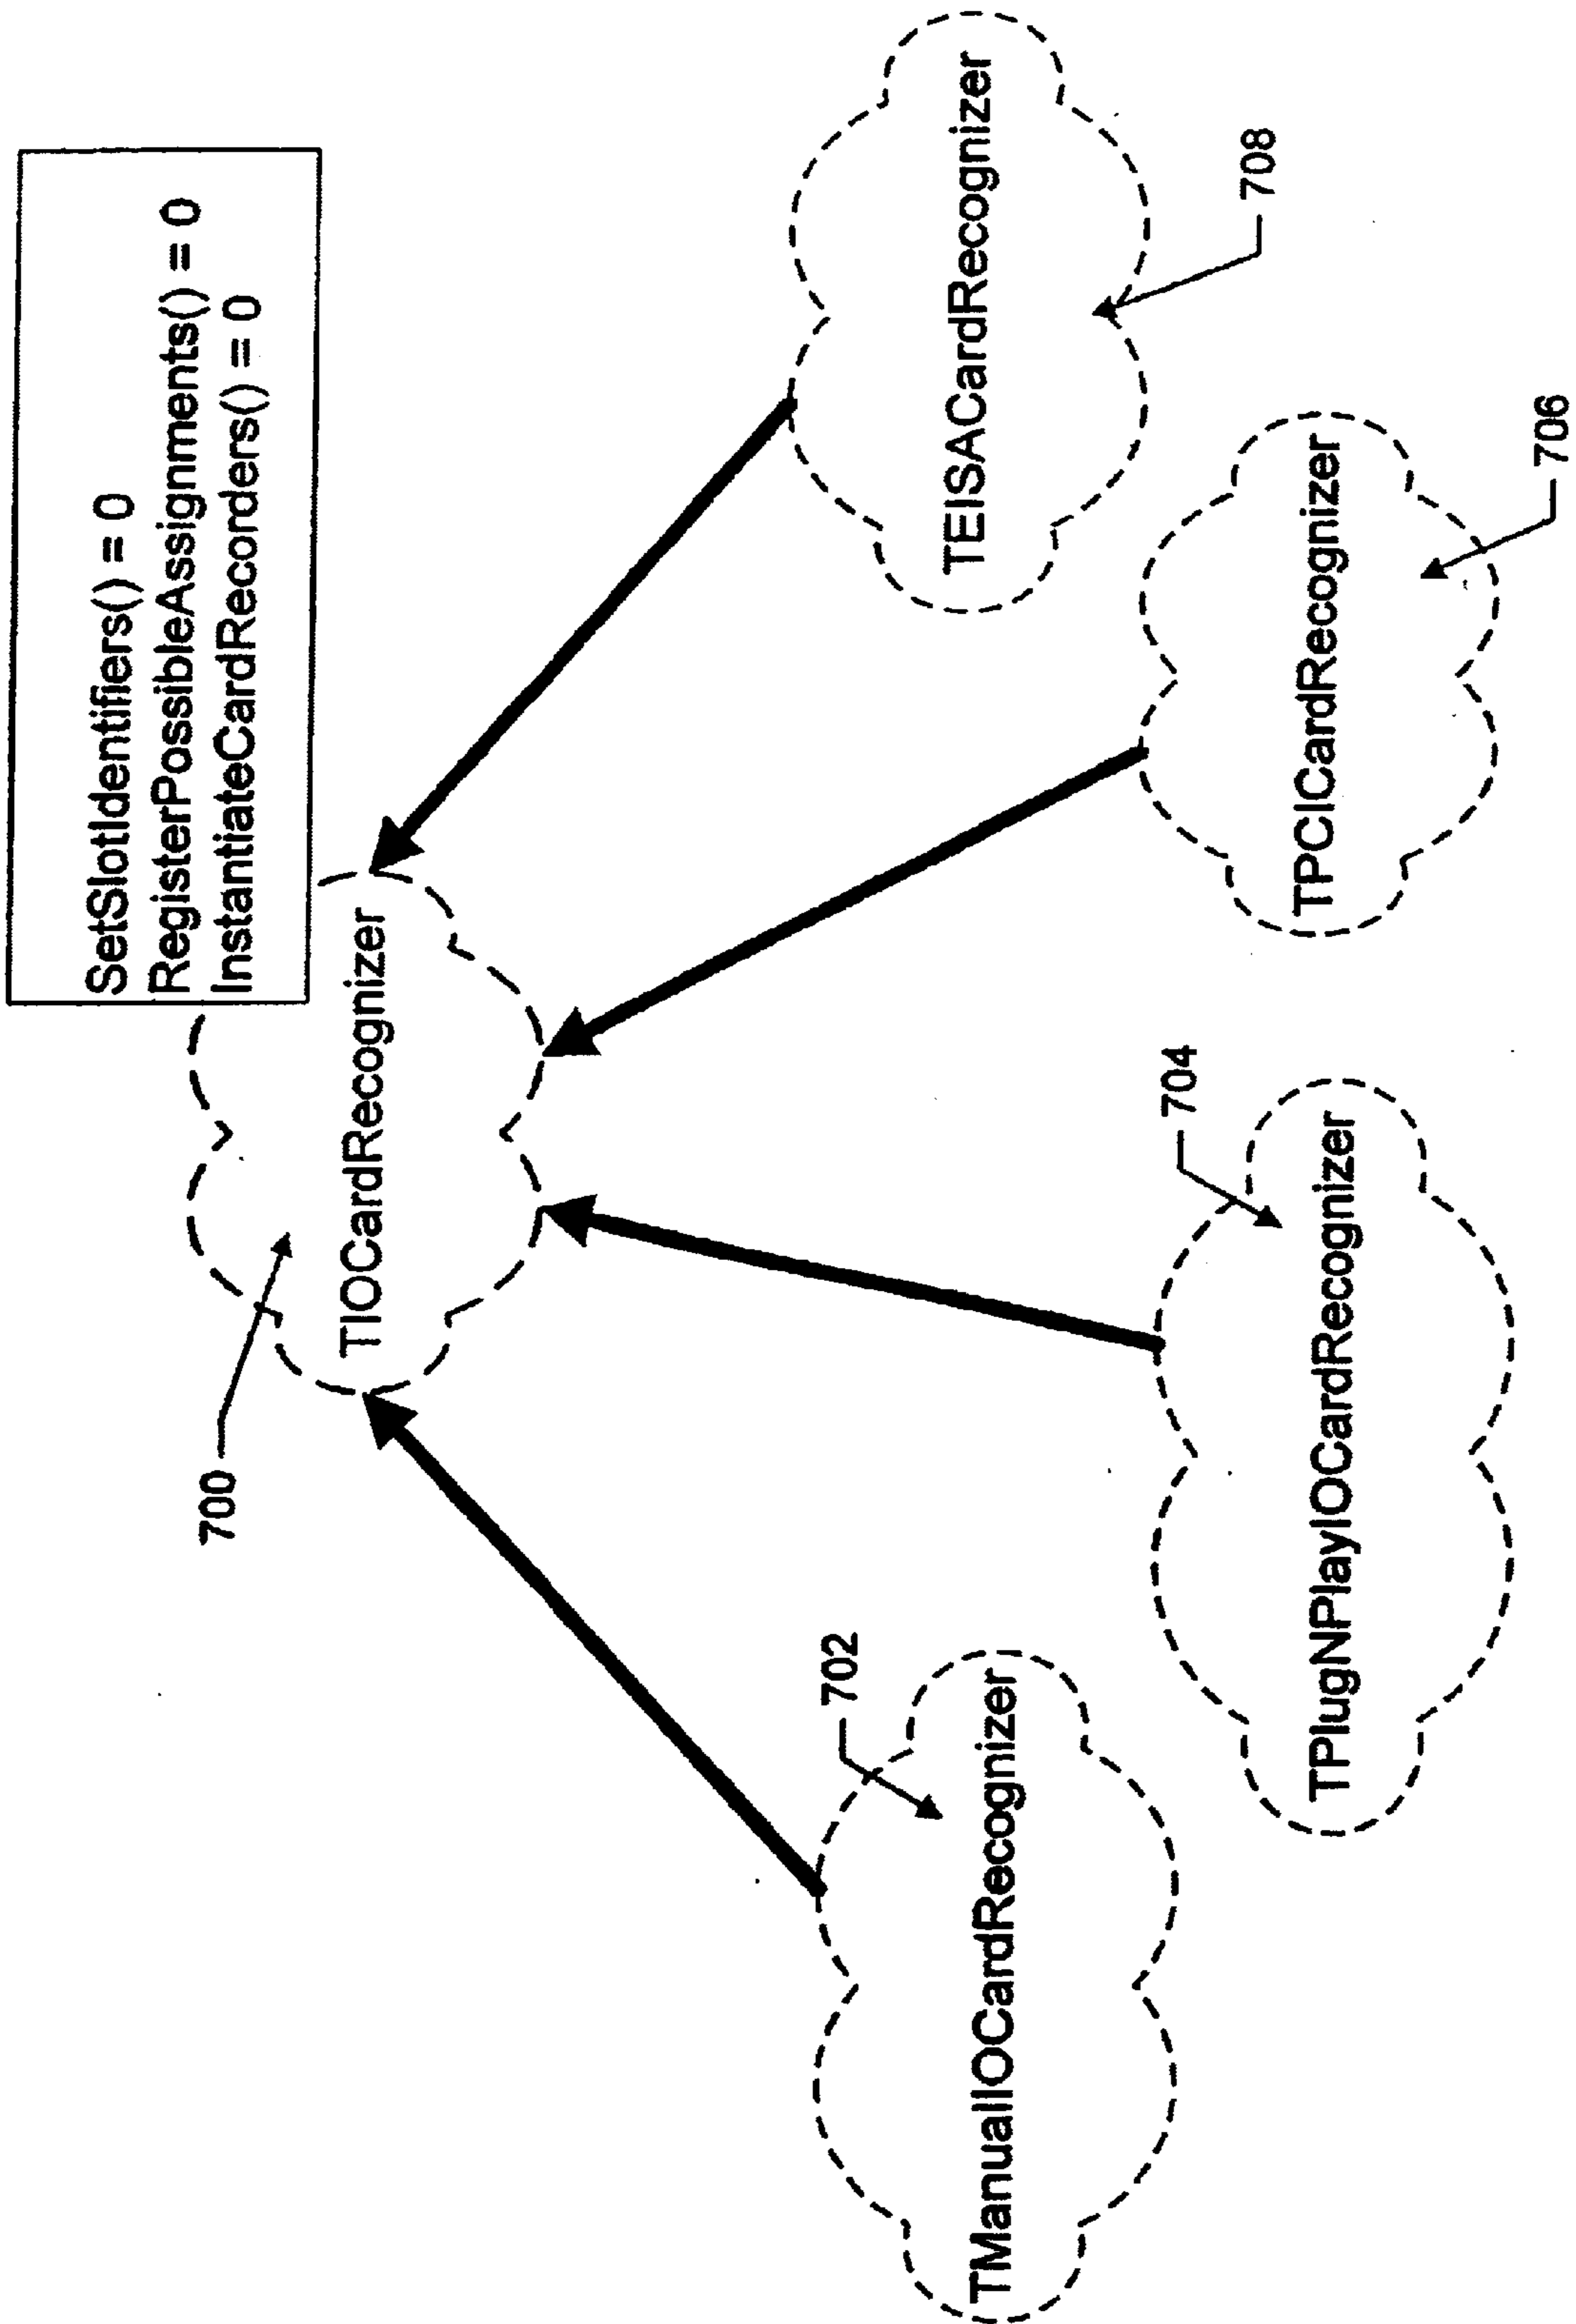 SetSlotIdentifiers() = 0
RegisterPossibleAssignments() = 0
InstantiateCardRecorders() = 0
700
TIOCardRecognizer
702
TManualIOCardRecognizer
704
TPlugNPlayIOCardRecognizer
706
TPCICardRecognizer
708
TEISACardRecognizer